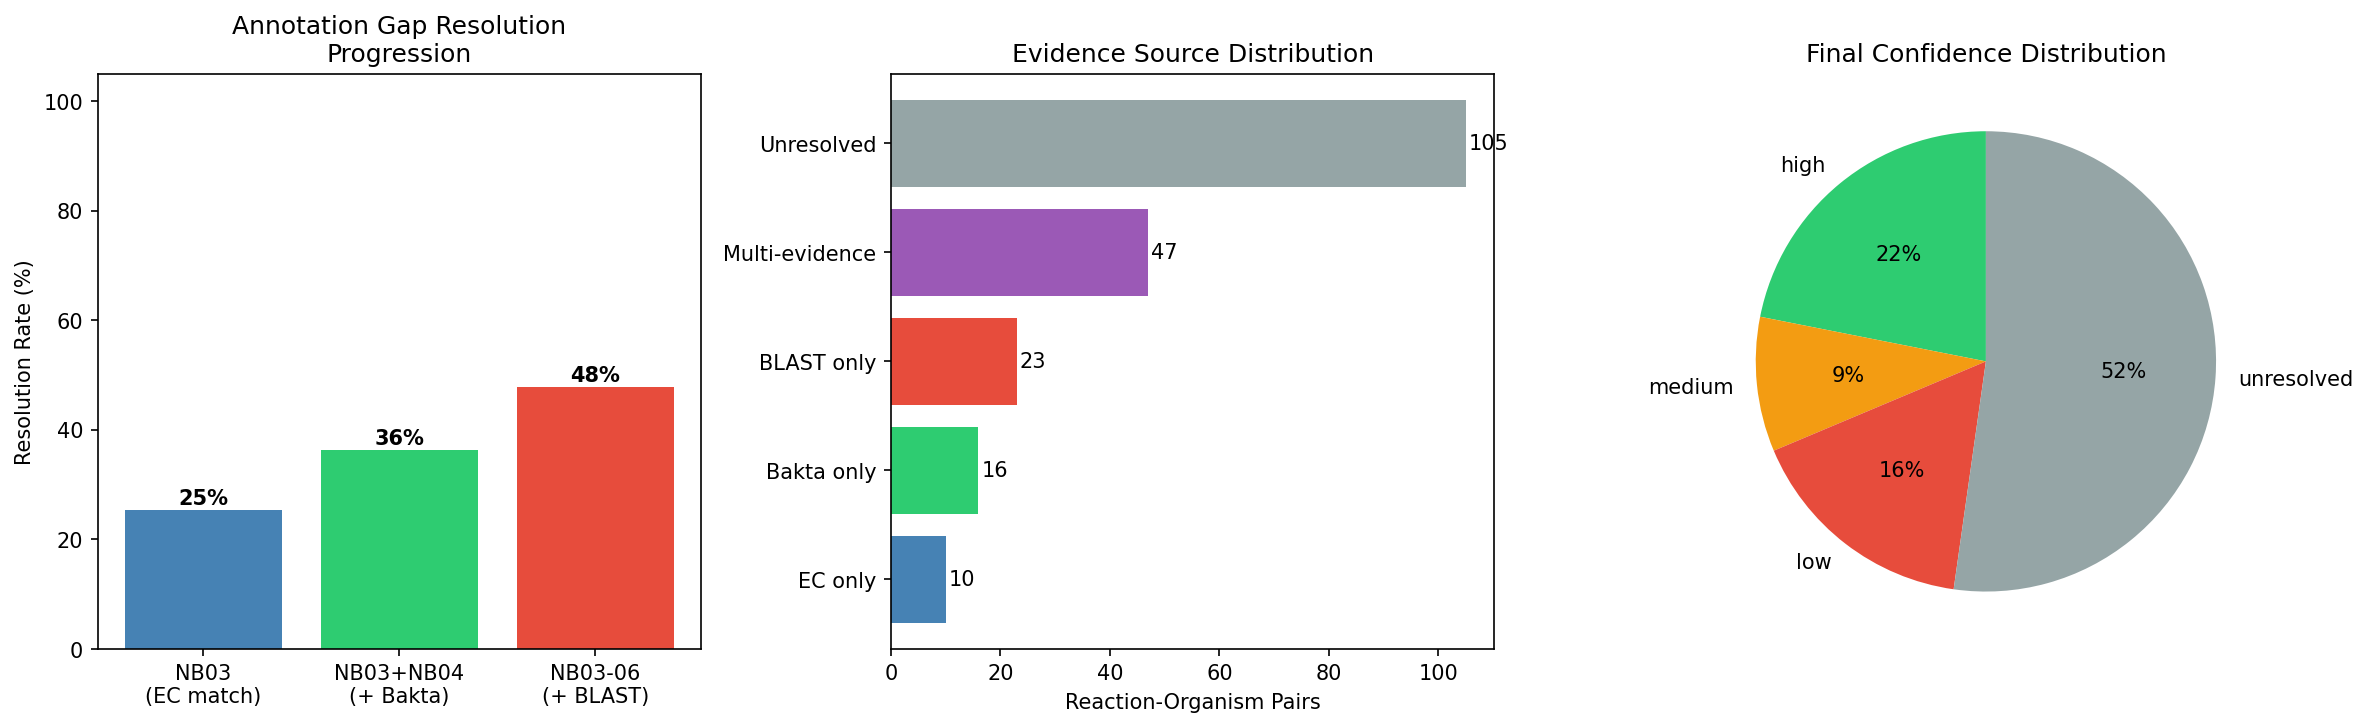 Annotation Gap Resolution
Progression
Resolution Rate (%)
100
80
60
40
20
0
25%
36%
48%
NB03
(EC match)
NB03+NB04
(+ Bakta)
NB03-06
(+ BLAST)
Evidence Source Distribution
Unresolved
105
Multi-evidence
47
BLAST only
23
Bakta only
16
EC only
10
0
20
40
60
80
100
Reaction-Organism Pairs
Final Confidence Distribution
high
22%
medium
9%
low
16%
52%
unresolved